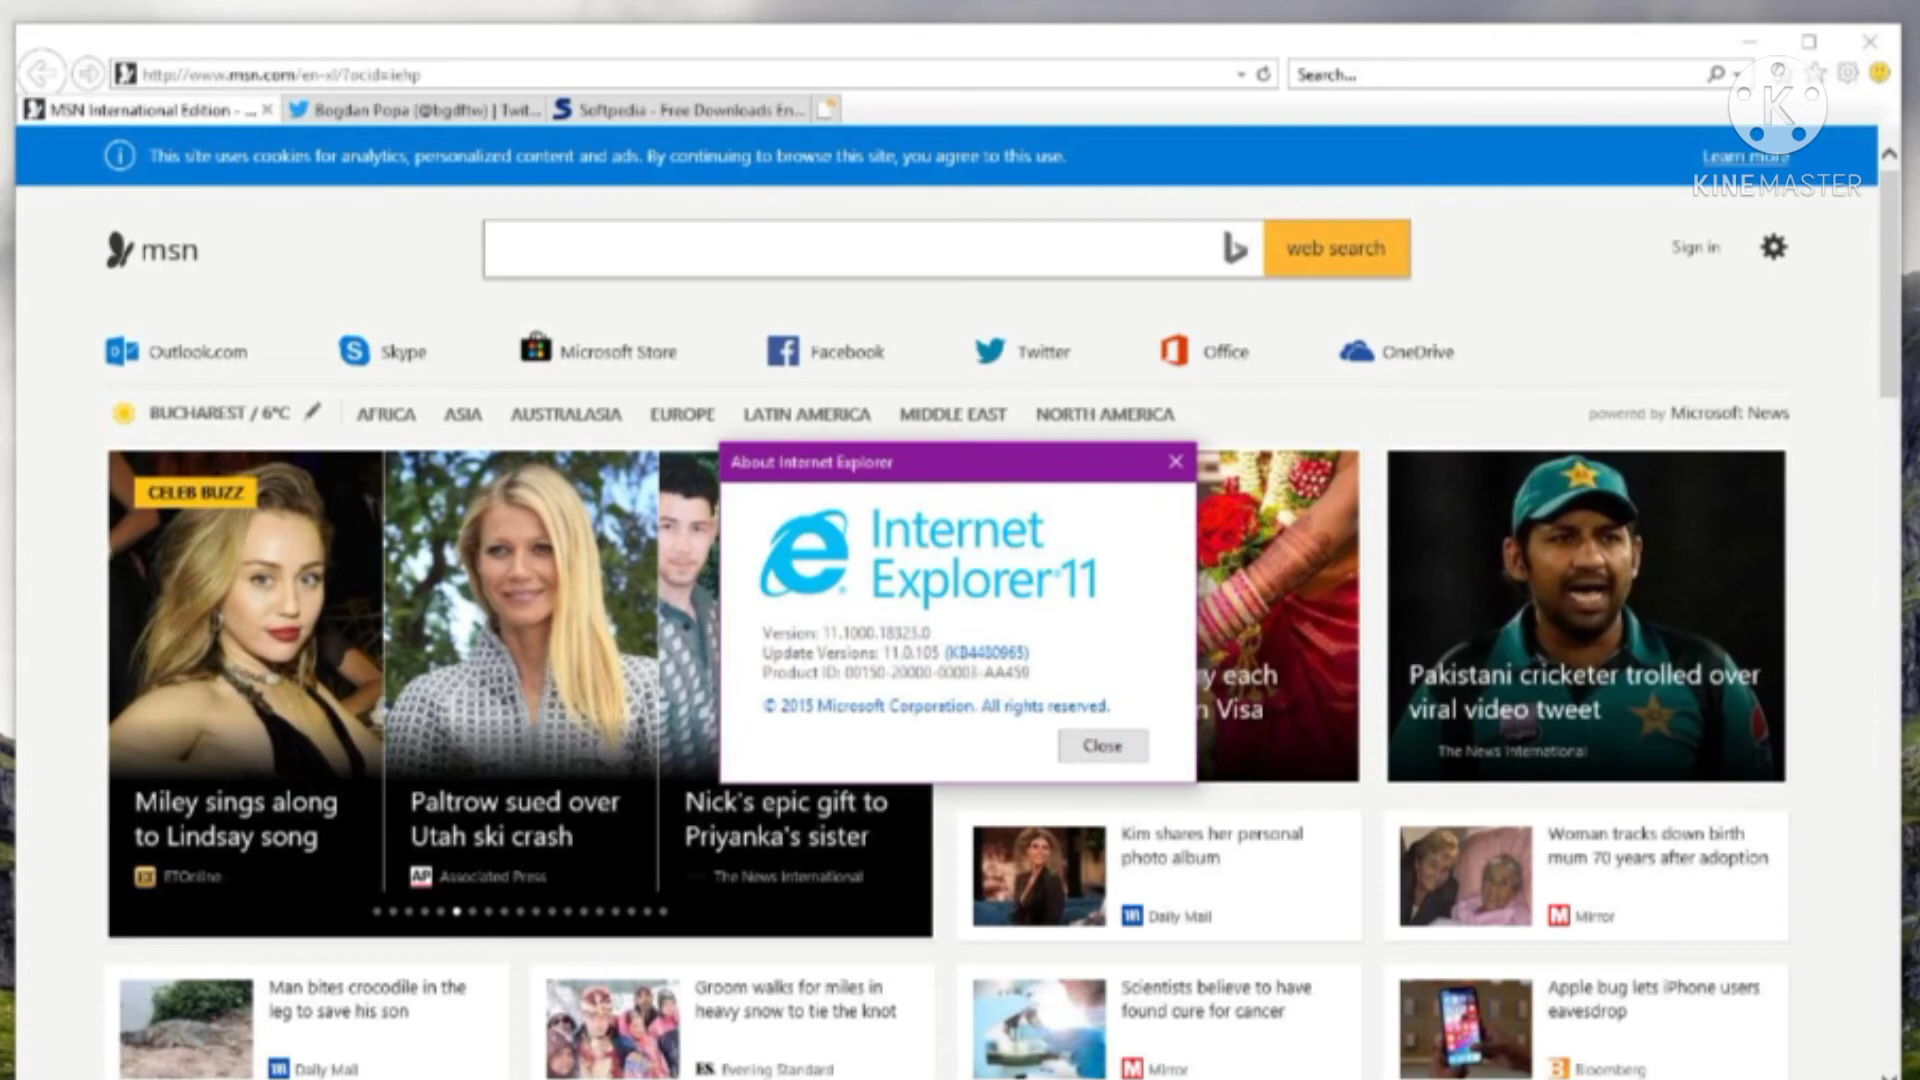 http://www.msn.com/en-xl/?ocid=iehp
Search...
MSN International Edition - ...
Bogdan Popa (@bgdftw) | Twit...
Softpedia - Free Downloads En...
This site uses cookies for analytics, personalized content and ads. By continuing to browse this site, you agree to this use.
Learn more
KINEMASTER
msn
web search
Sign in
Outlook.com
Skype
Microsoft Store
Facebook
Twitter
Office
OneDrive
BUCHAREST / 6°C
AFRICA
ASIA
AUSTRALASIA
EUROPE
LATIN AMERICA
MIDDLE EAST
NORTH AMERICA
powered by Microsoft News
CELEB BUZZ
About Internet Explorer
Internet
Explorer 11
Version: 11.1000.18323.0
Update Versions: 11.0.105 (KB4480965)
Product ID: 00150-20000-00003-AA459
© 2015 Microsoft Corporation. All rights reserved.
Close
y each
n Visa
Pakistani cricketer trolled over
viral video tweet
The News International
Miley sings along
to Lindsay song
ETOnline
Paltrow sued over
Utah ski crash
AP Associated Press
Nick's epic gift to
Priyanka's sister
The News International
Kim shares her personal
photo album
Daily Mail
Woman tracks down birth
mum 70 years after adoption
Mirror
Man bites crocodile in the
leg to save his son
Daily Mail
Groom walks for miles in
heavy snow to tie the knot
ES Evening Standard
Scientists believe to have
found cure for cancer
Mirror
Apple bug lets iPhone users
eavesdrop
Bloomberg